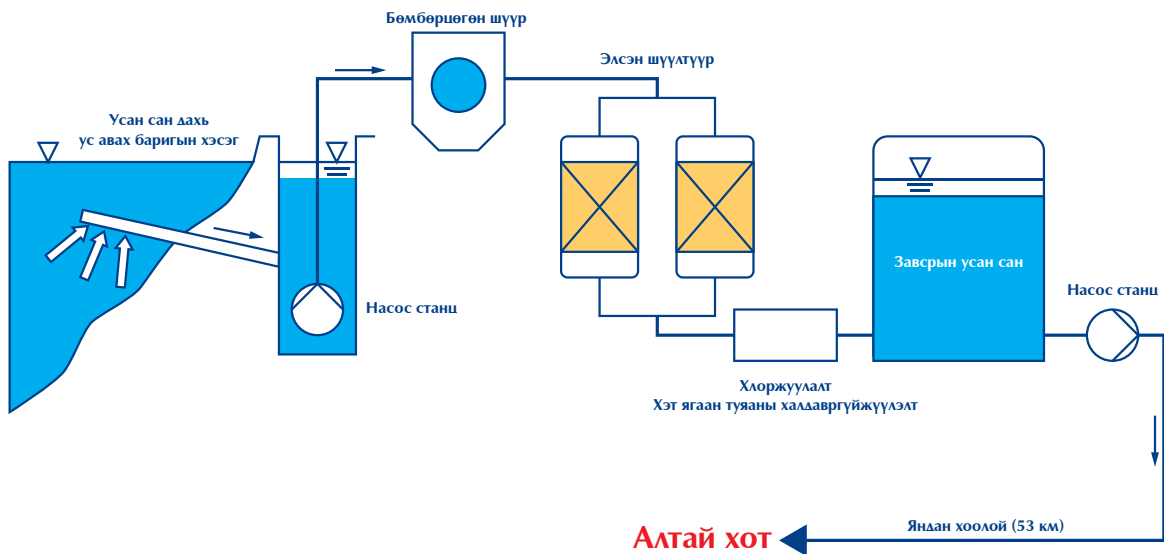 Бөмбөрцөгөн шүүр
Элсэн шүүлтүүр
Усан сан дахь
ус авах баригын хэсэг
Насос станц
Завсрын усан сан
Насос станц
Хлоржуулалт
Хэт ягаан туяаны халдавргүйжүүлэлт
Яндан хоолой (53 км)
Алтай хот